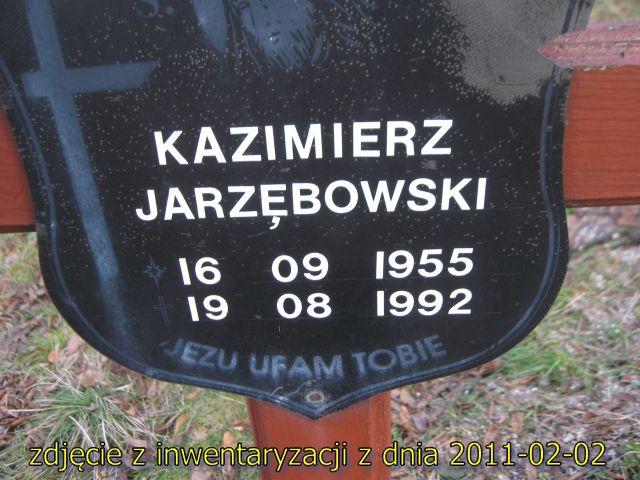 Ś.
KAZIMIERZ
JARZĘBOWSKI
16 09 1955
19 08 1992
JEZU UFAM TOBIE
zdjęcie z inwentaryzacji z dnia 2011-02-02